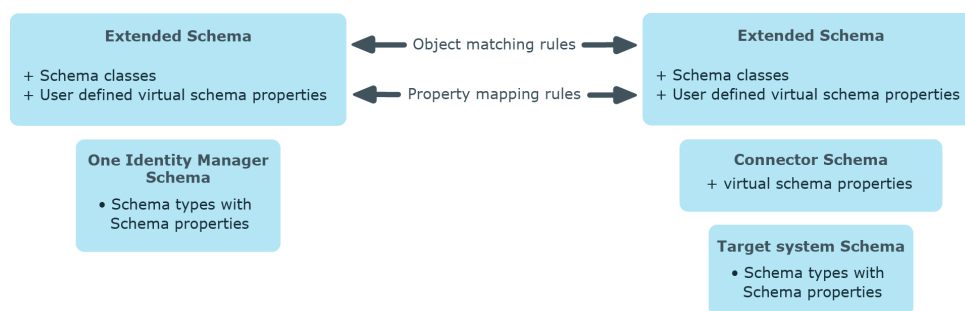 Extended Schema
+ Schema classes
+ User defined virtual schema properties
Object matching rules
Property mapping rules
Extended Schema
+ Schema classes
+ User defined virtual schema properties
One Identity Manager
Schema
• Schema types with
Schema properties
Connector Schema
+ virtual schema properties
Target system Schema
• Schema types with
Schema properties